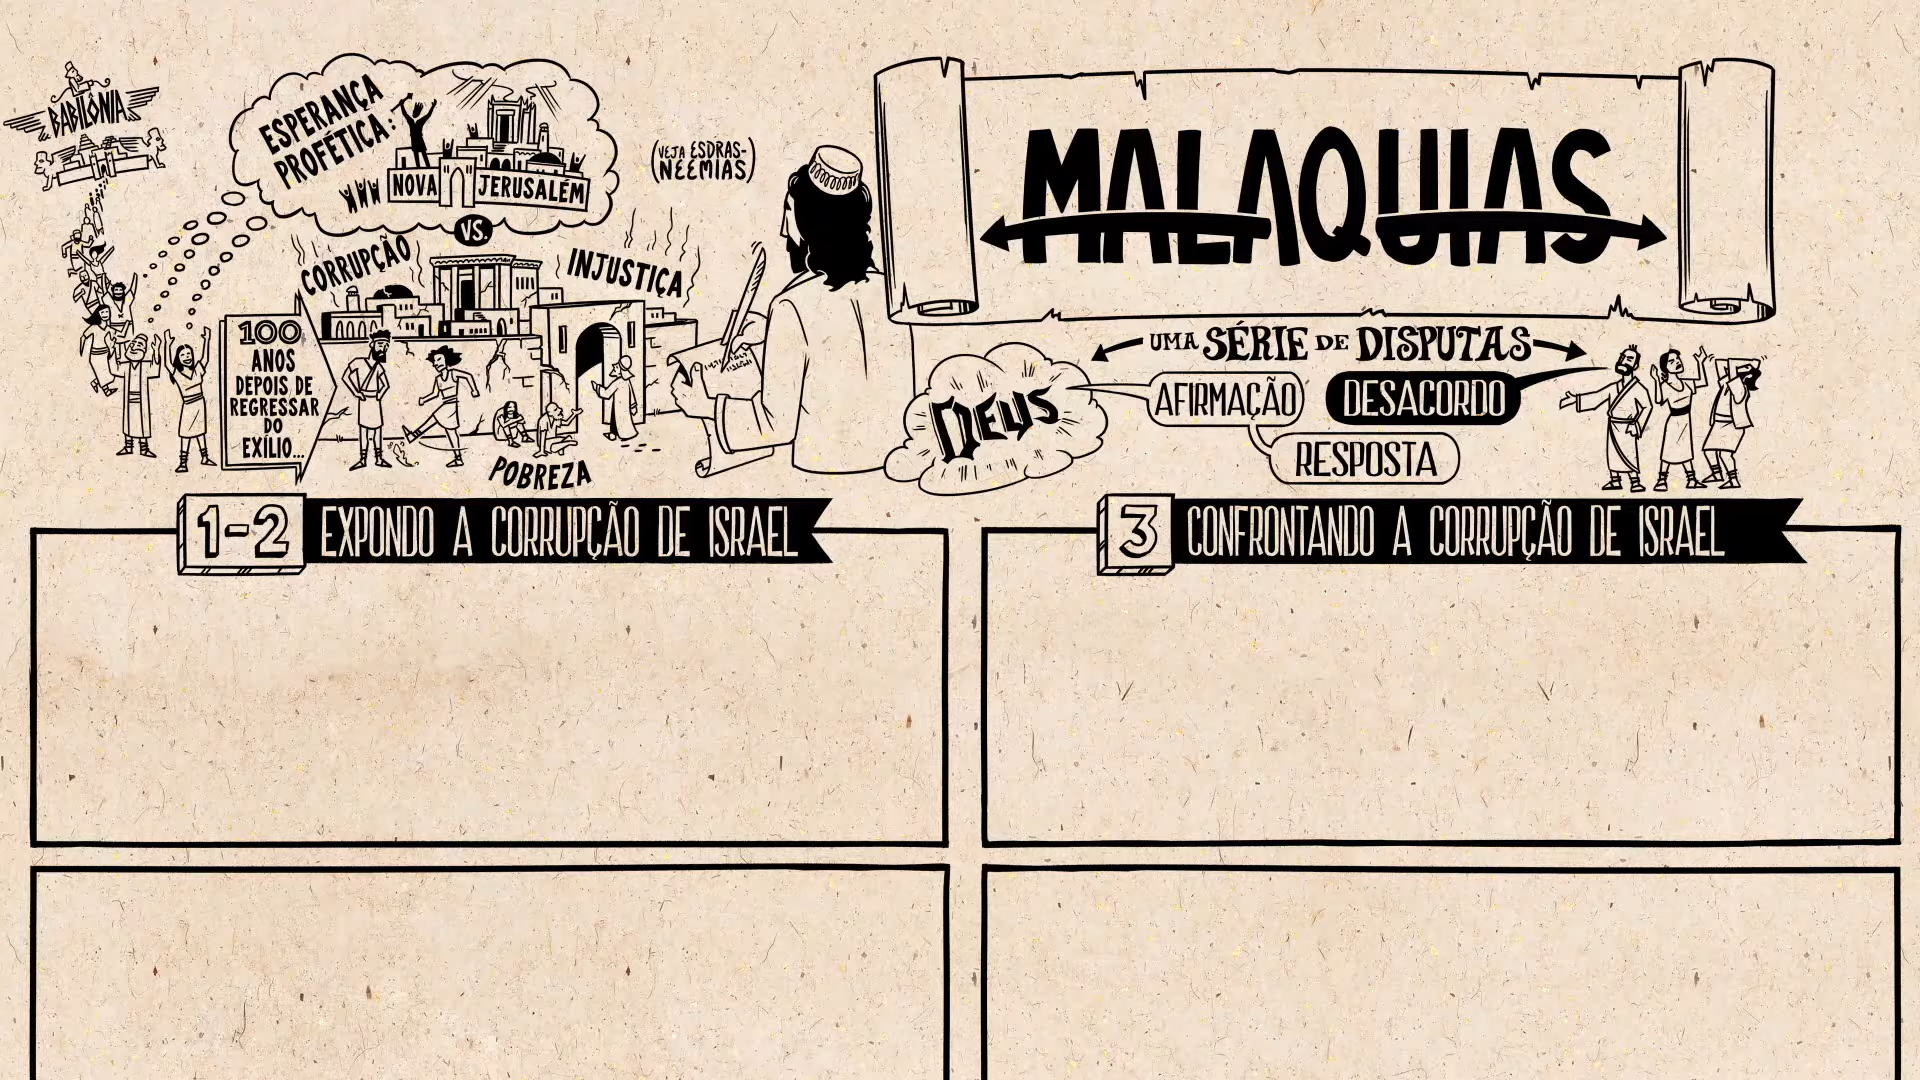 BABILÔNIA
ESPERANÇA
PROFÉTICA:
NOVA JERUSALÉM
VS.
CORRUPÇÃO
INJUSTIÇA
POBREZA
100
ANOS
DEPOIS DE
REGRESSAR
DO
EXÍLIO...
(VEJA ESDRAS-
NEEMIAS)
MALAQUIAS
UMA SÉRIE DE DISPUTAS
DEUS
AFIRMAÇÃO
DESACORDO
RESPOSTA
1-2 EXPONDO A CORRUPÇÃO DE ISRAEL
3 CONFRONTANDO A CORRUPÇÃO DE ISRAEL